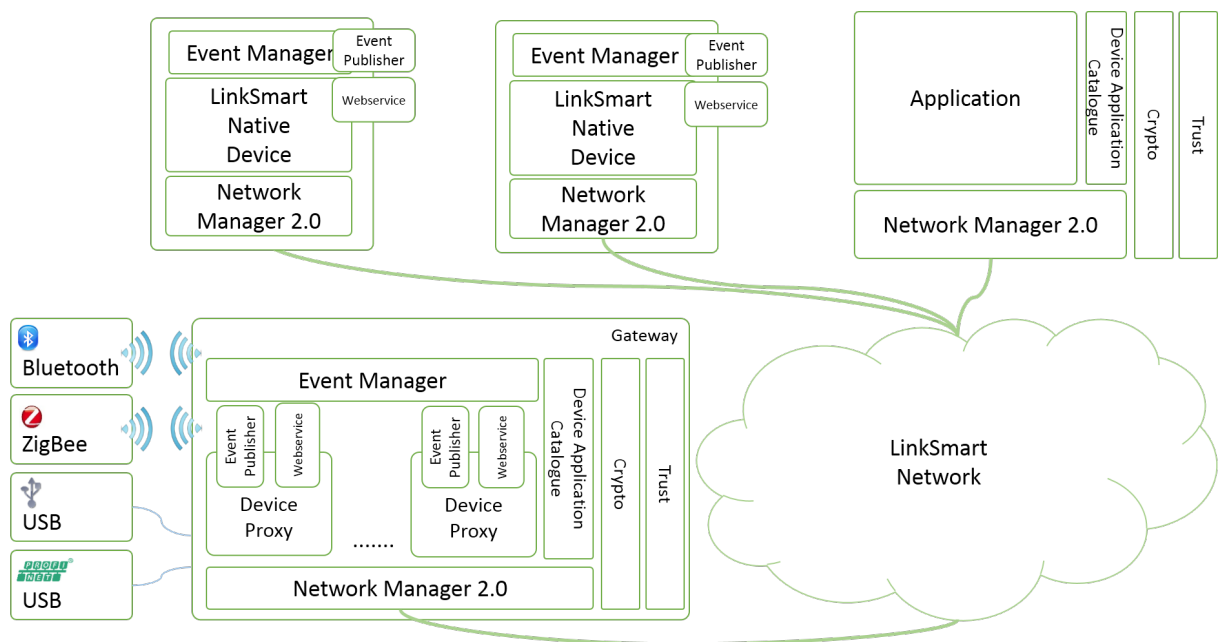 Event Manager
Event
Publisher
LinkSmart
Native
Device
Webservice
Network
Manager 2.0
Event Manager
Event
Publisher
LinkSmart
Native
Device
Webservice
Network
Manager 2.0
Application
Device Application
Catalogue
Crypto
Trust
Network Manager 2.0
Bluetooth
Z
ZigBee
USB
PROFI
NET
USB
Gateway
Event Manager
Event
Publisher
Webservice
Device
Proxy
.......
Event
Publisher
Webservice
Device
Proxy
Device Application
Catalogue
Crypto
Trust
Network Manager 2.0
LinkSmart
Network